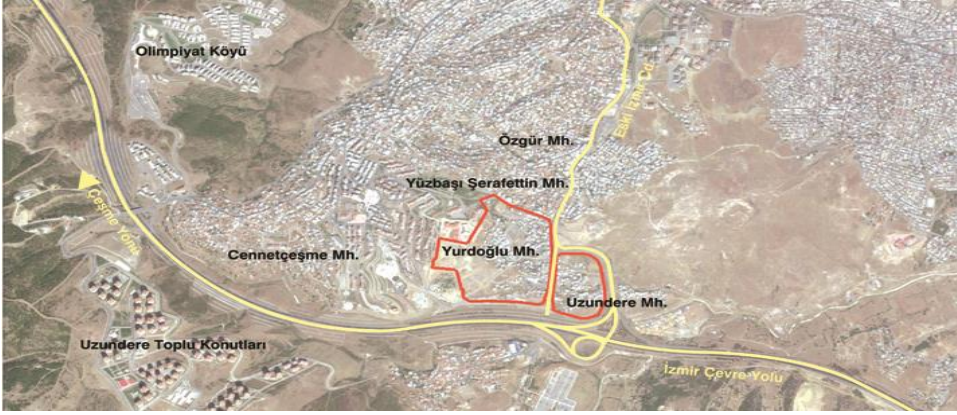 Olimpiyat Köyü
Eski İzmir Cd.
Özgür Mh.
Yüzbaşı Şerafettin Mh.
Çeşme Yönü
Cennetçeşme Mh.
Yurdoğlu Mh.
Uzundere Mh.
Uzundere Toplu Konutları
İzmir Çevre Yolu